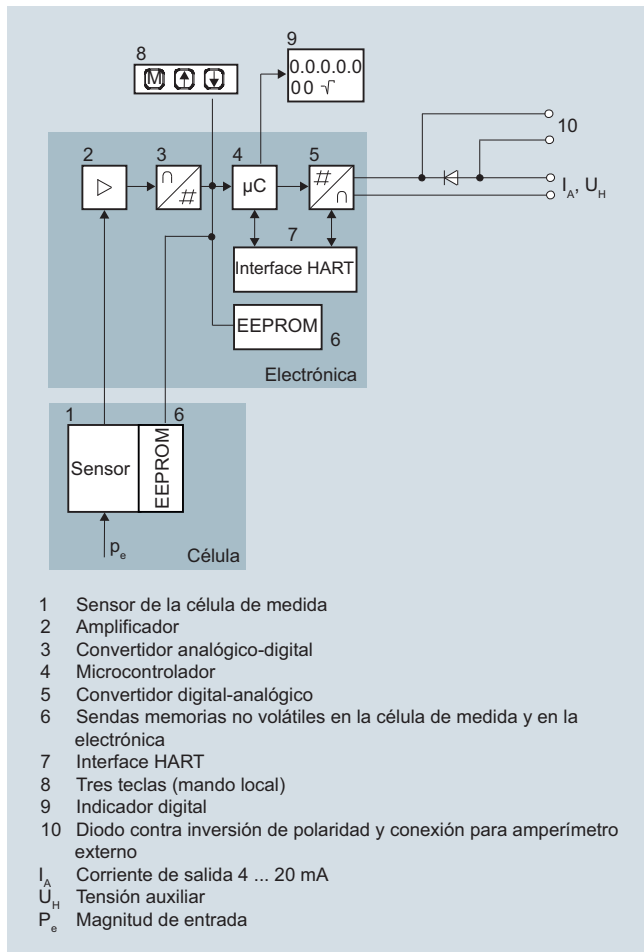 8
M
9
0.0.0.0.0
00 √
10
2
3
4
5
∩
#
µC
#
∩
I_A, U_H
7
Interface HART
EEPROM
6
Electrónica
1
6
Sensor
EEPROM
p_e
Célula
1 Sensor de la célula de medida
2 Amplificador
3 Convertidor analógico-digital
4 Microcontrolador
5 Convertidor digital-analógico
6 Sendas memorias no volátiles en la célula de medida y en la
electrónica
7 Interface HART
8 Tres teclas (mando local)
9 Indicador digital
10 Diodo contra inversión de polaridad y conexión para amperímetro
externo
I_A Corriente de salida 4 ... 20 mA
U_H Tensión auxiliar
P_e Magnitud de entrada